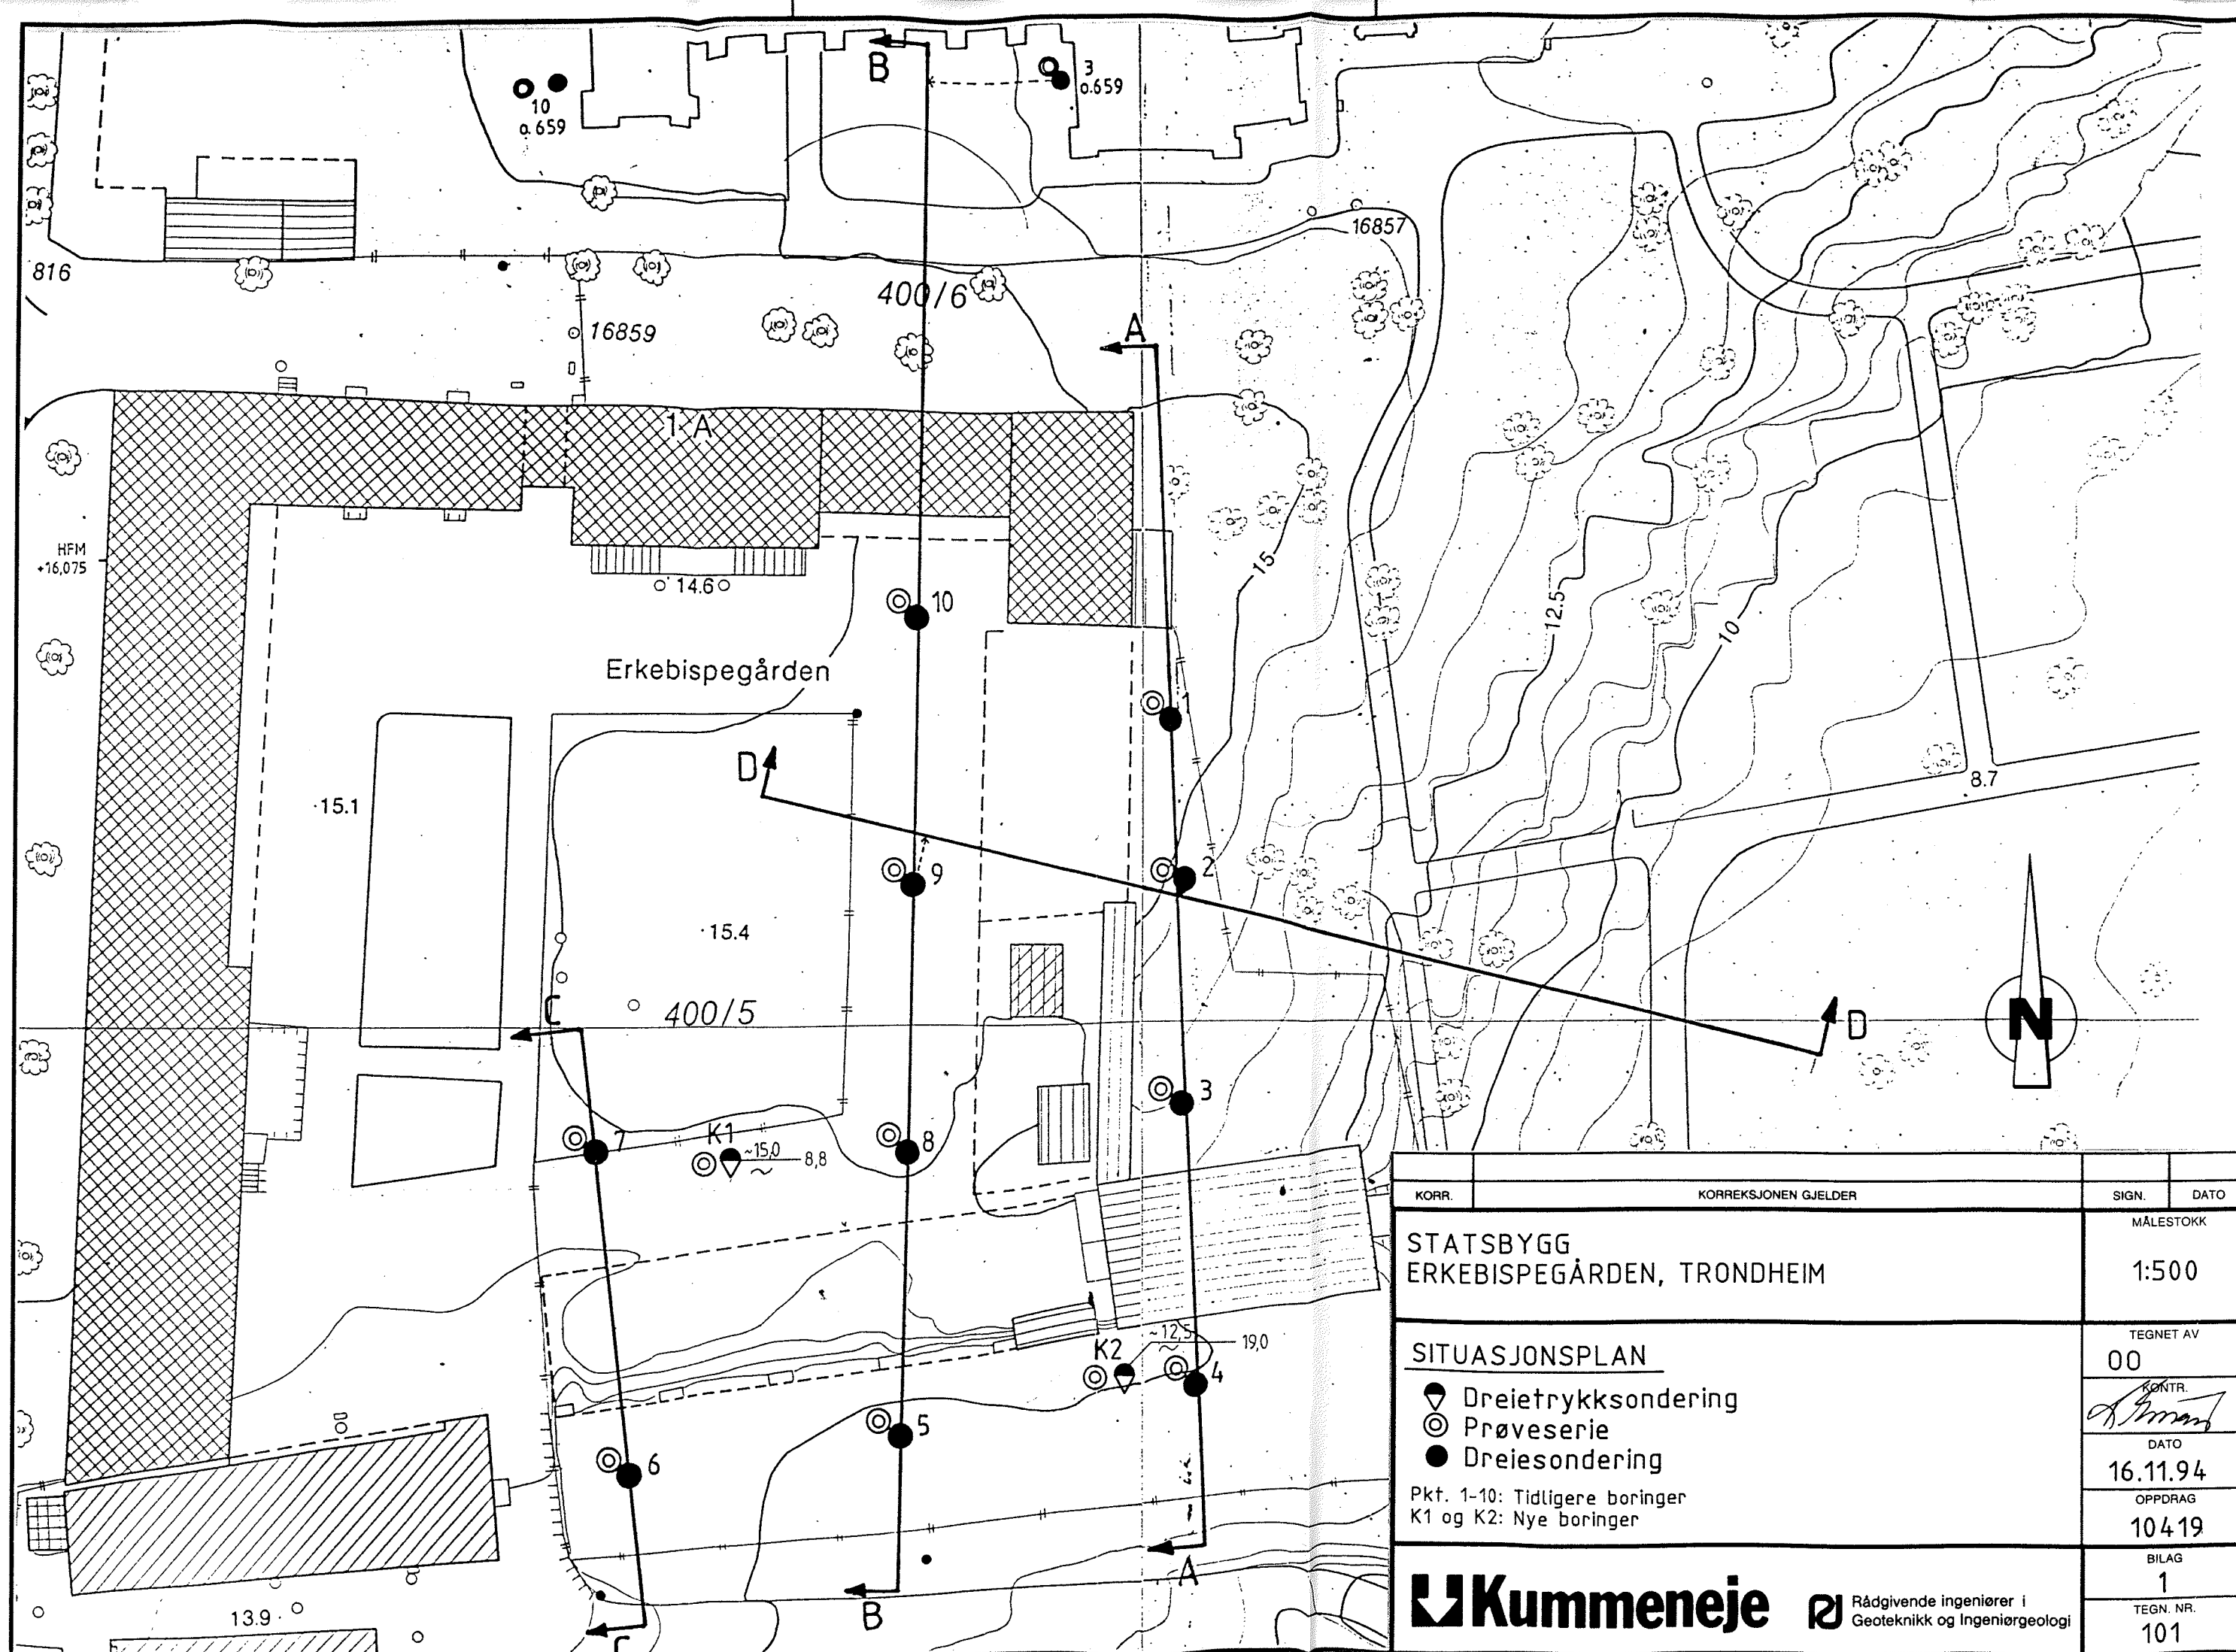 B
3
o.659
10
o.659
16857
816
400/6
16859
A
1 A
HFM
+16,075
14.6
15
12.5
10
10
Erkebispegården
1
D
8.7
15.1
2
9
15.4
C
400/5
D
N
3
7
K1
~15,0
8,8
8
K2
~12,5
19,0
4
5
6
A
B
C
13.9
KORR.
KORREKSJONEN GJELDER
SIGN.
DATO
STATSBYGG
ERKEBISPEGÅRDEN, TRONDHEIM
MÅLESTOKK
1:500
SITUASJONSPLAN
Dreietrykksondering
Prøveserie
Dreiesondering
Pkt. 1-10: Tidligere boringer
K1 og K2: Nye boringer
TEGNET AV
OO
KONTR.
DATO
16.11.94
OPPDRAG
10419
Kummeneje
Rådgivende ingeniører i
Geoteknikk og Ingeniørgeologi
BILAG
1
TEGN. NR.
101